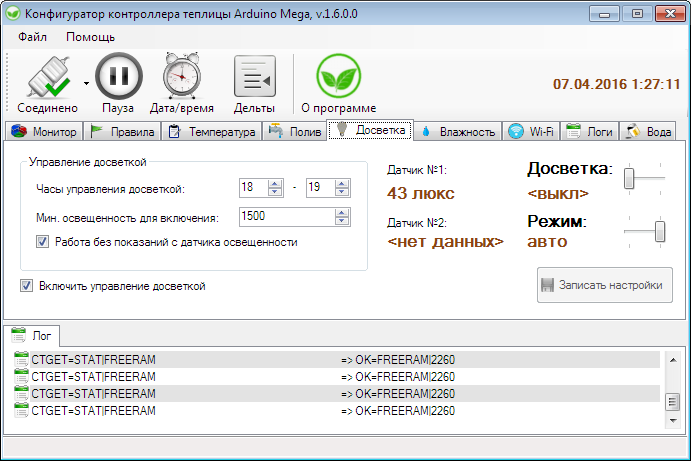 Конфигуратор контроллера теплицы Arduino Mega, v.1.6.0.0
Файл Помощь
Соединено Пауза Дата/время Дельты О программе 07.04.2016 1:27:11
Монитор Правила Температура Полив Досветка Влажность Wi-Fi Логи Вода
Управление досветкой
Часы управления досветкой: 18 - 19
Мин. освещенность для включения: 1500
Работа без показаний с датчика освещенности
Включить управление досветкой
Датчик №1:
43 люкс
Датчик №2:
<нет данных>
Досветка:
<выкл>
Режим:
авто
Записать настройки
Лог
CTGET=STAT|FREERAM => OK=FREERAM|2260
CTGET=STAT|FREERAM => OK=FREERAM|2260
CTGET=STAT|FREERAM => OK=FREERAM|2260
CTGET=STAT|FREERAM => OK=FREERAM|2260